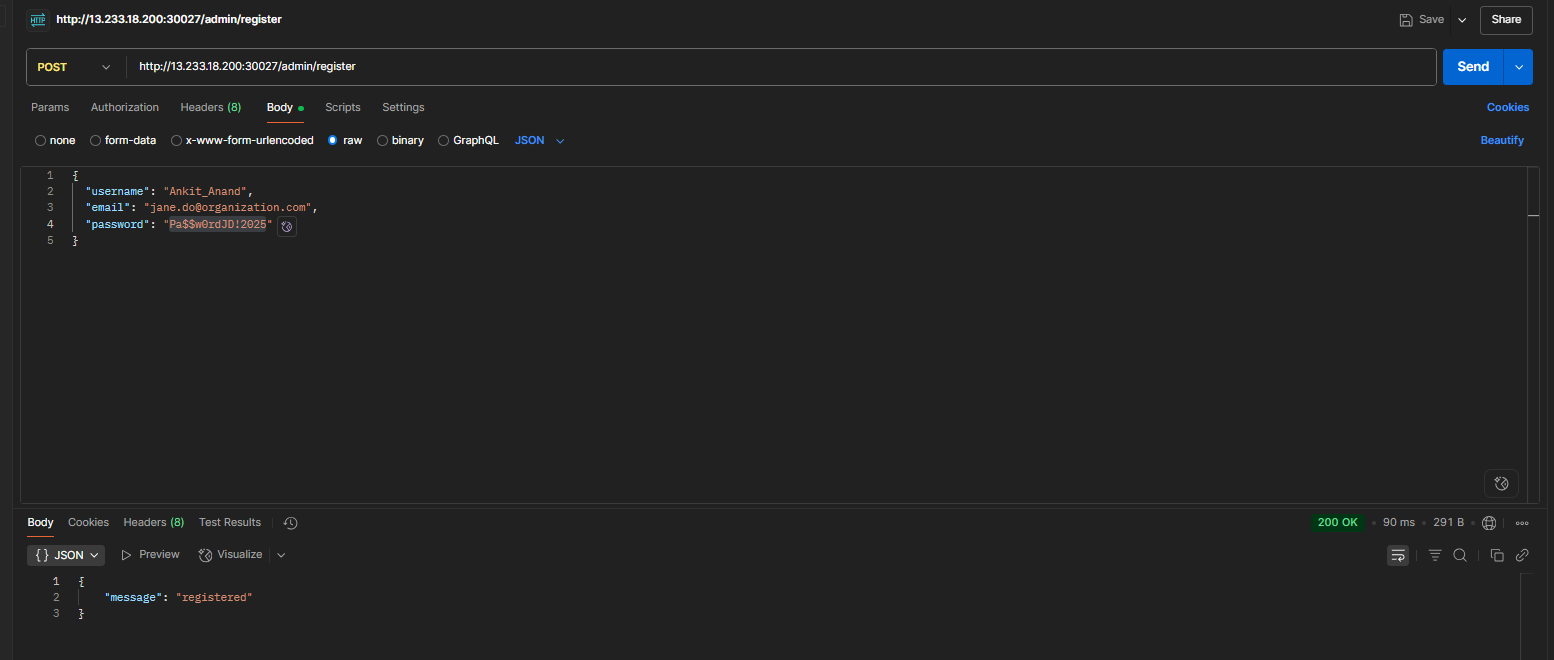 HTTP http://13.233.18.200:30027/admin/register Save Share
POST http://13.233.18.200:30027/admin/register Send
Params Authorization Headers (8) Body Scripts Settings Cookies
none form-data x-www-form-urlencoded raw binary GraphQL JSON Beautify
1 {
2 "username": "Ankit_Anand",
3 "email": "jane.do@organization.com",
4 "password": "Pa$$w0rdJD!2025"
5 }
Body Cookies Headers (8) Test Results 200 OK 90 ms 291 B
{ } JSON Preview Visualize
1 {
2 "message": "registered"
3 }